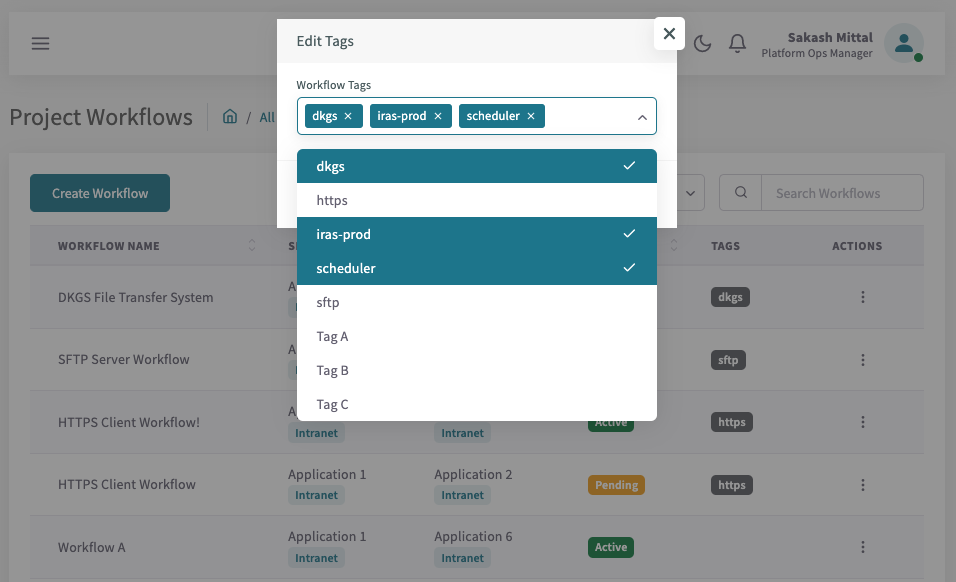 Edit Tags
Sakash Mittal
Platform Ops Manager
Workflow Tags
dkgs iras-prod scheduler
Project Workflows / All
dkgs
https
iras-prod
scheduler
sftp
Tag A
Tag B
Tag C
Create Workflow
Search Workflows
WORKFLOW NAME TAGS ACTIONS
DKGS File Transfer System dkgs
SFTP Server Workflow sftp
HTTPS Client Workflow! Active https
Intranet Intranet
HTTPS Client Workflow Application 1 Application 2 Pending https
Intranet Intranet
Workflow A Application 1 Application 6 Active
Intranet Intranet